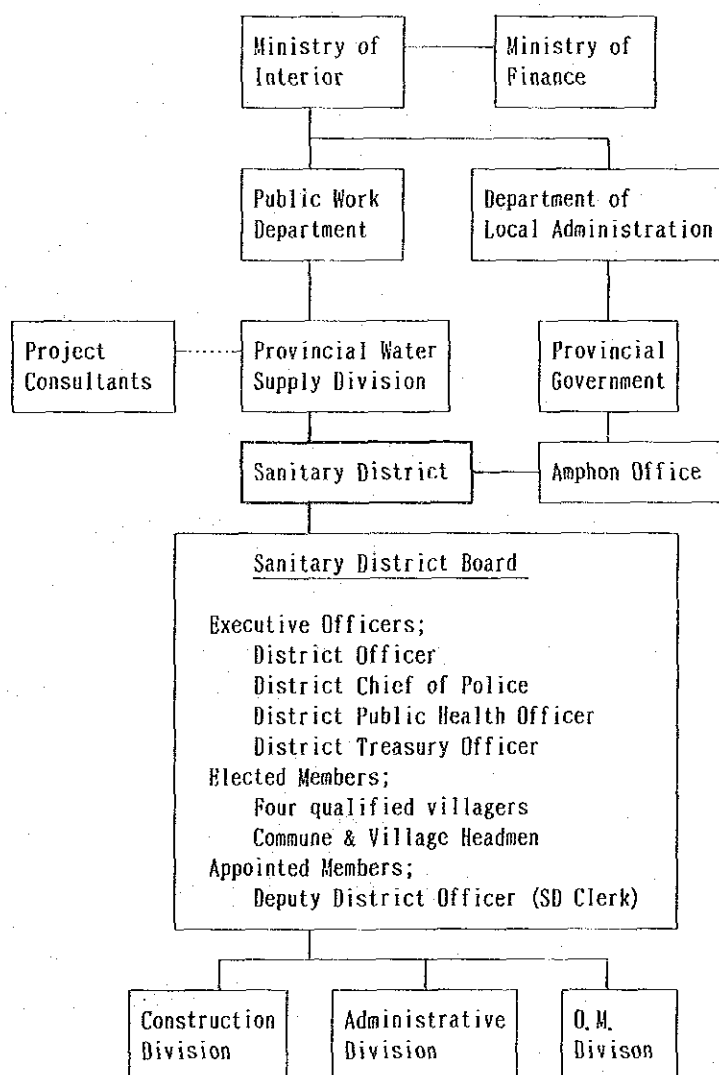 Ministry of
Interior
Ministry of
Finance
Public Work
Department
Department of
Local Administration
Project
Consultants
Provincial Water
Supply Division
Provincial
Government
Sanitary District
Amphon Office
Sanitary District Board
Executive Officers;
District Officer
District Chief of Police
District Public Health Officer
District Treasury Officer
Elected Members;
Four qualified villagers
Commune & Village Headmen
Appointed Members;
Deputy District Officer (SD Clerk)
Construction
Division
Administrative
Division
O.M.
Divison